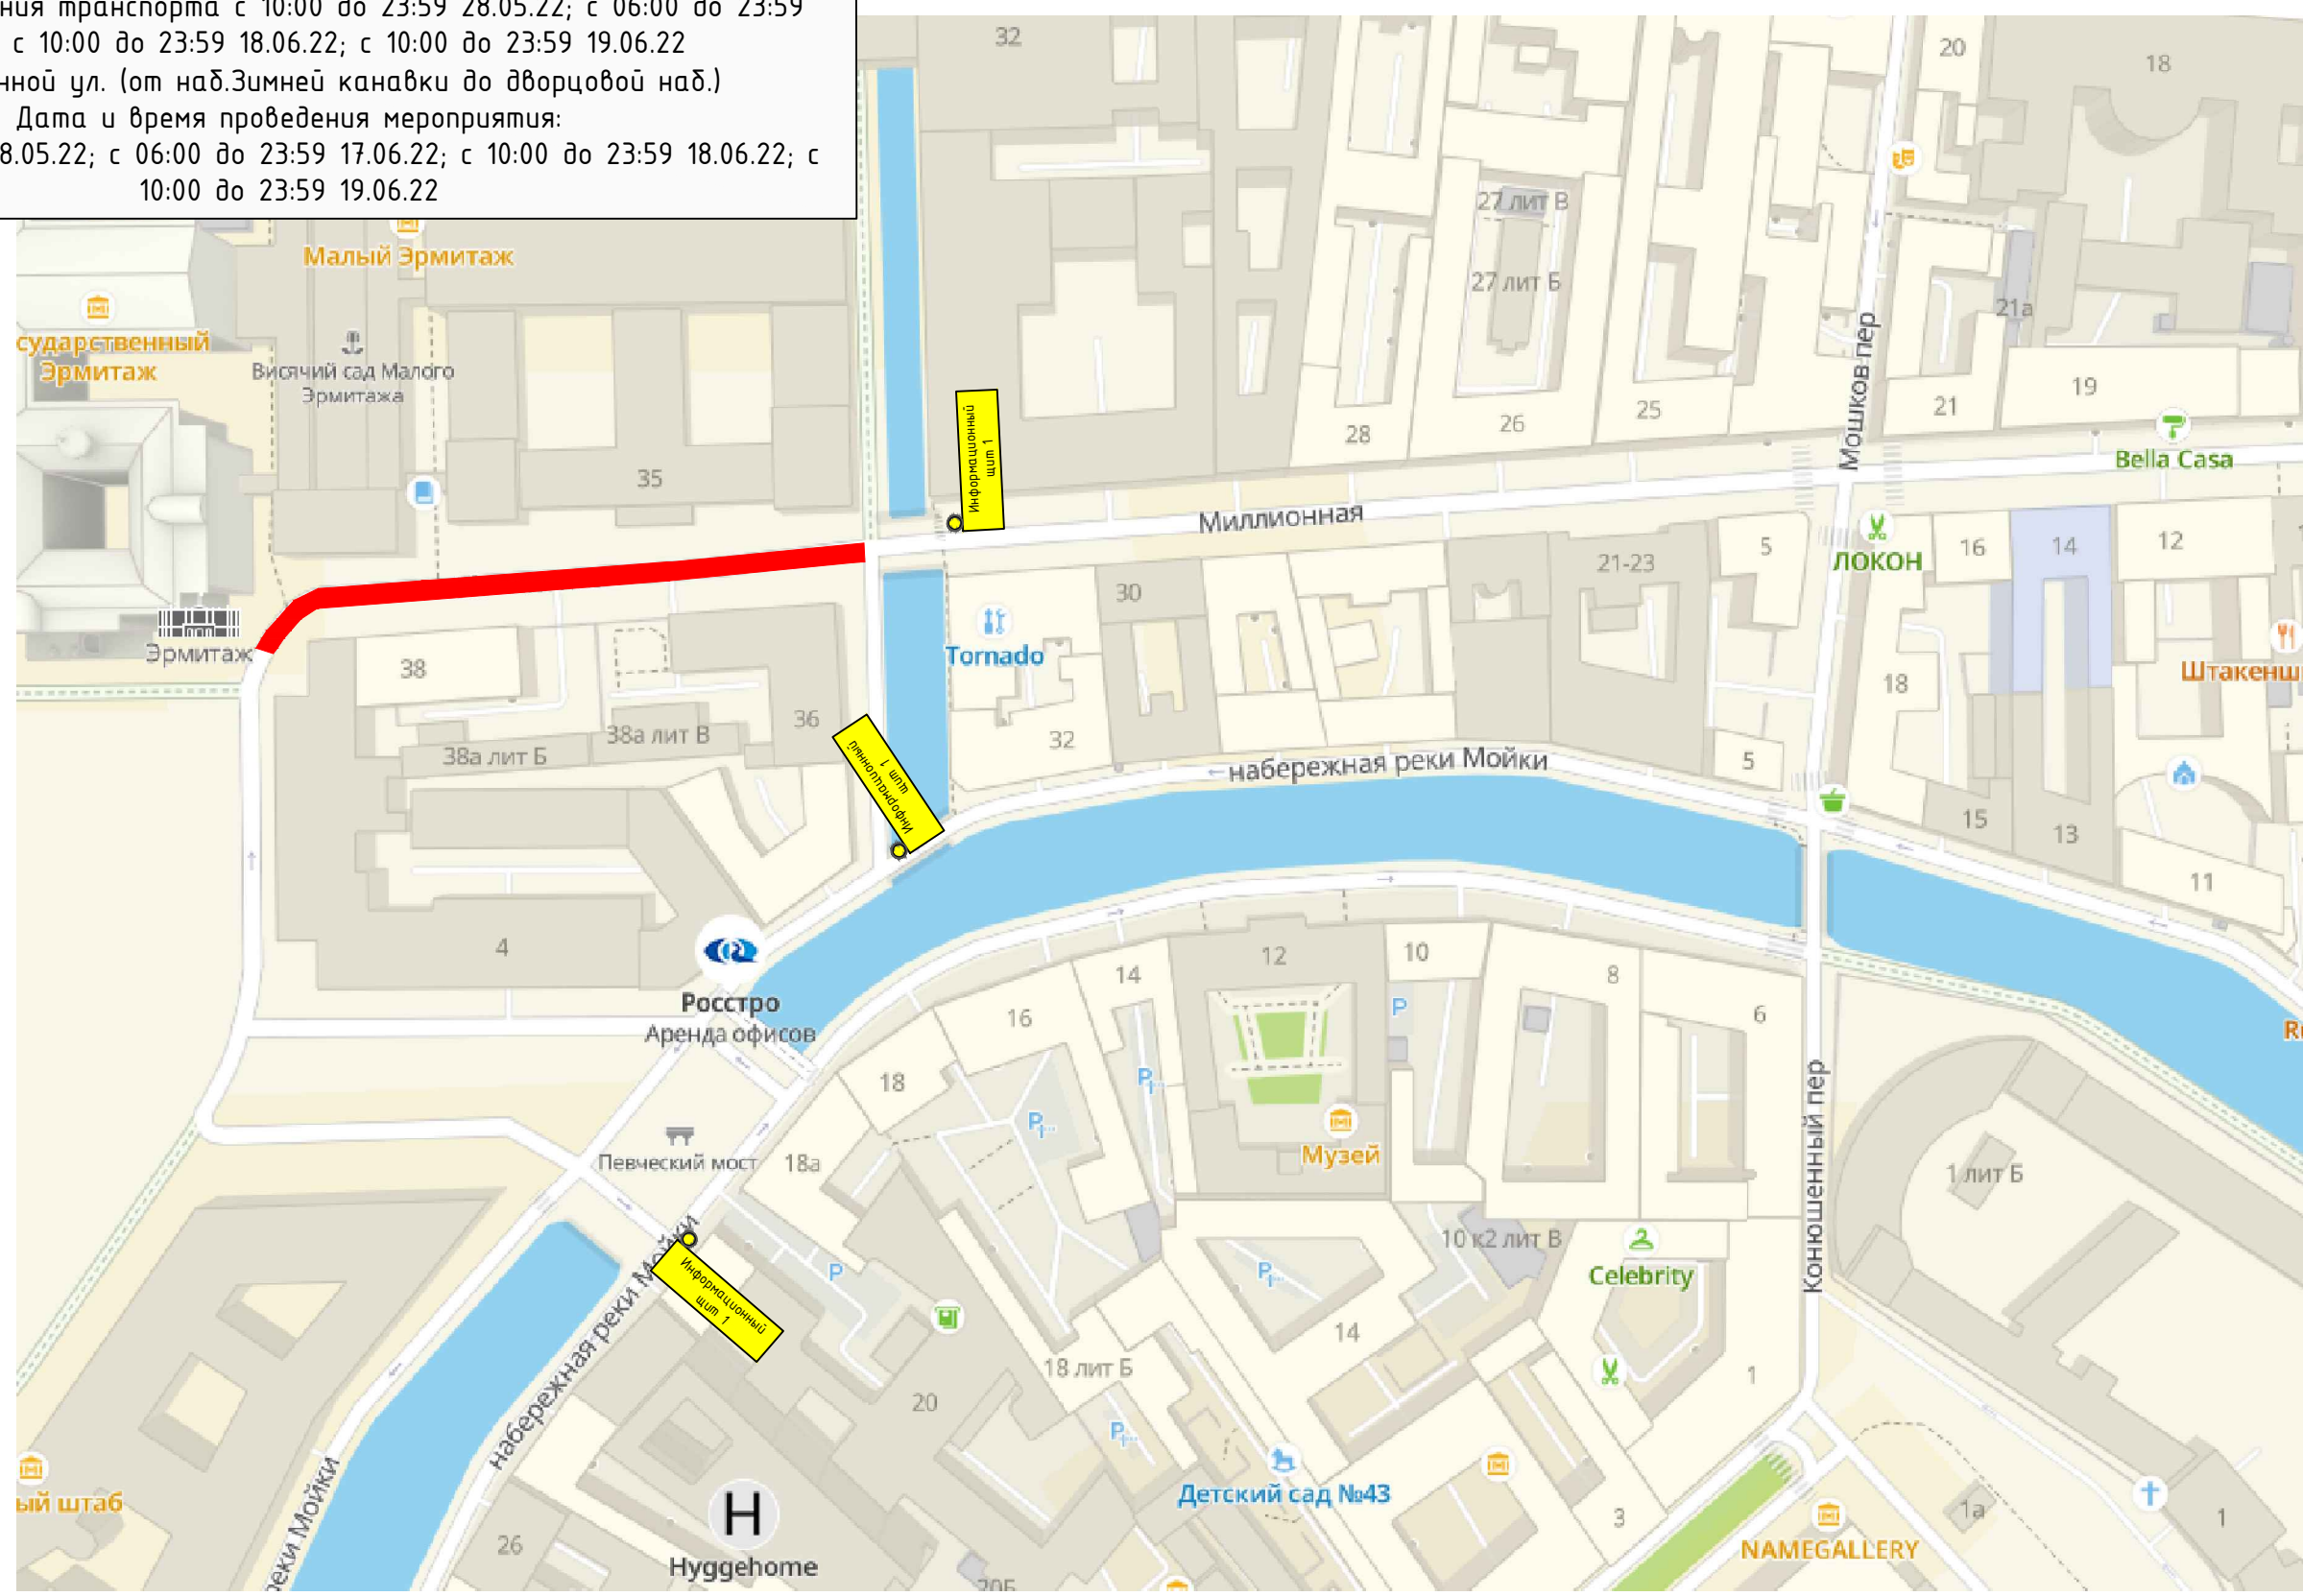 ния транспорта с 10:00 до 23:59 28.05.22; с 06:00 до 23:59
с 10:00 до 23:59 18.06.22; с 10:00 до 23:59 19.06.22
нной ул. (от наб.Зимней канавки до дворцовой наб.)
Дата и время проведения мероприятия:
8.05.22; с 06:00 до 23:59 17.06.22; с 10:00 до 23:59 18.06.22; с
10:00 до 23:59 19.06.22
32
20
18
27 лит В
Малый Эрмитаж
27 лит Б
21а
сударственный
Эрмитаж
Висячий сад Малого
Эрмитажа
Мошков пер
19
21
25
26
28
Bella Casa
Информационный
щит 1
35
Миллионная
5
ЛОКОН
16
14
12
21-23
30
Tornado
Эрмитаж
38
Штакенш
18
36
38а лит В
38а лит Б
32
набережная реки Мойки
5
Информационный
щит 1
15
13
11
4
12
10
14
8
6
Р
Росстро
Аренда офисов
16
Ru
18
Р
Р
Певческий мост
18а
Музей
Конюшенный пер
1 лит Б
10 к2 лит В
Р
Р
Celebrity
Информационный
щит 1
набережная реки Мойки
14
18 лит Б
1
20
Р
ый штаб
реки Мойки
Детский сад №43
3
1а
1
H
26
Hyggehome
NAMEGALLERY
20Б